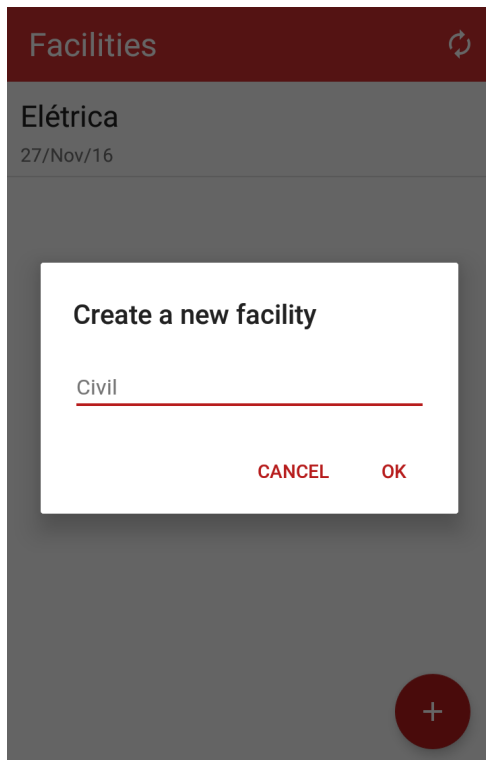 Facilities
Elétrica
27/Nov/16
Create a new facility
Civil
CANCEL OK
+